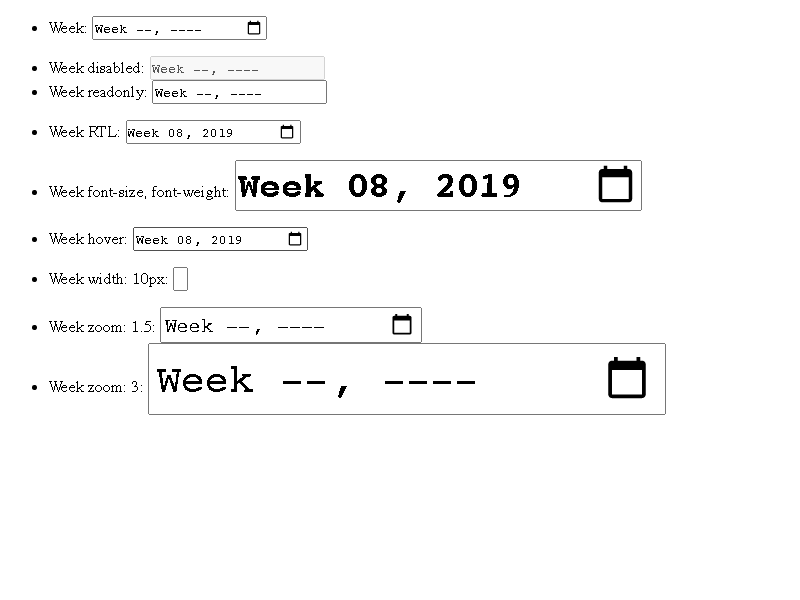 Week: Week --, ----
Week disabled: Week --, ----
Week readonly: Week --, ----
Week RTL: Week 08, 2019
Week font-size, font-weight: Week 08, 2019
Week hover: Week 08, 2019
Week width: 10px:
Week zoom: 1.5: Week --, ----
Week zoom: 3: Week --, ----